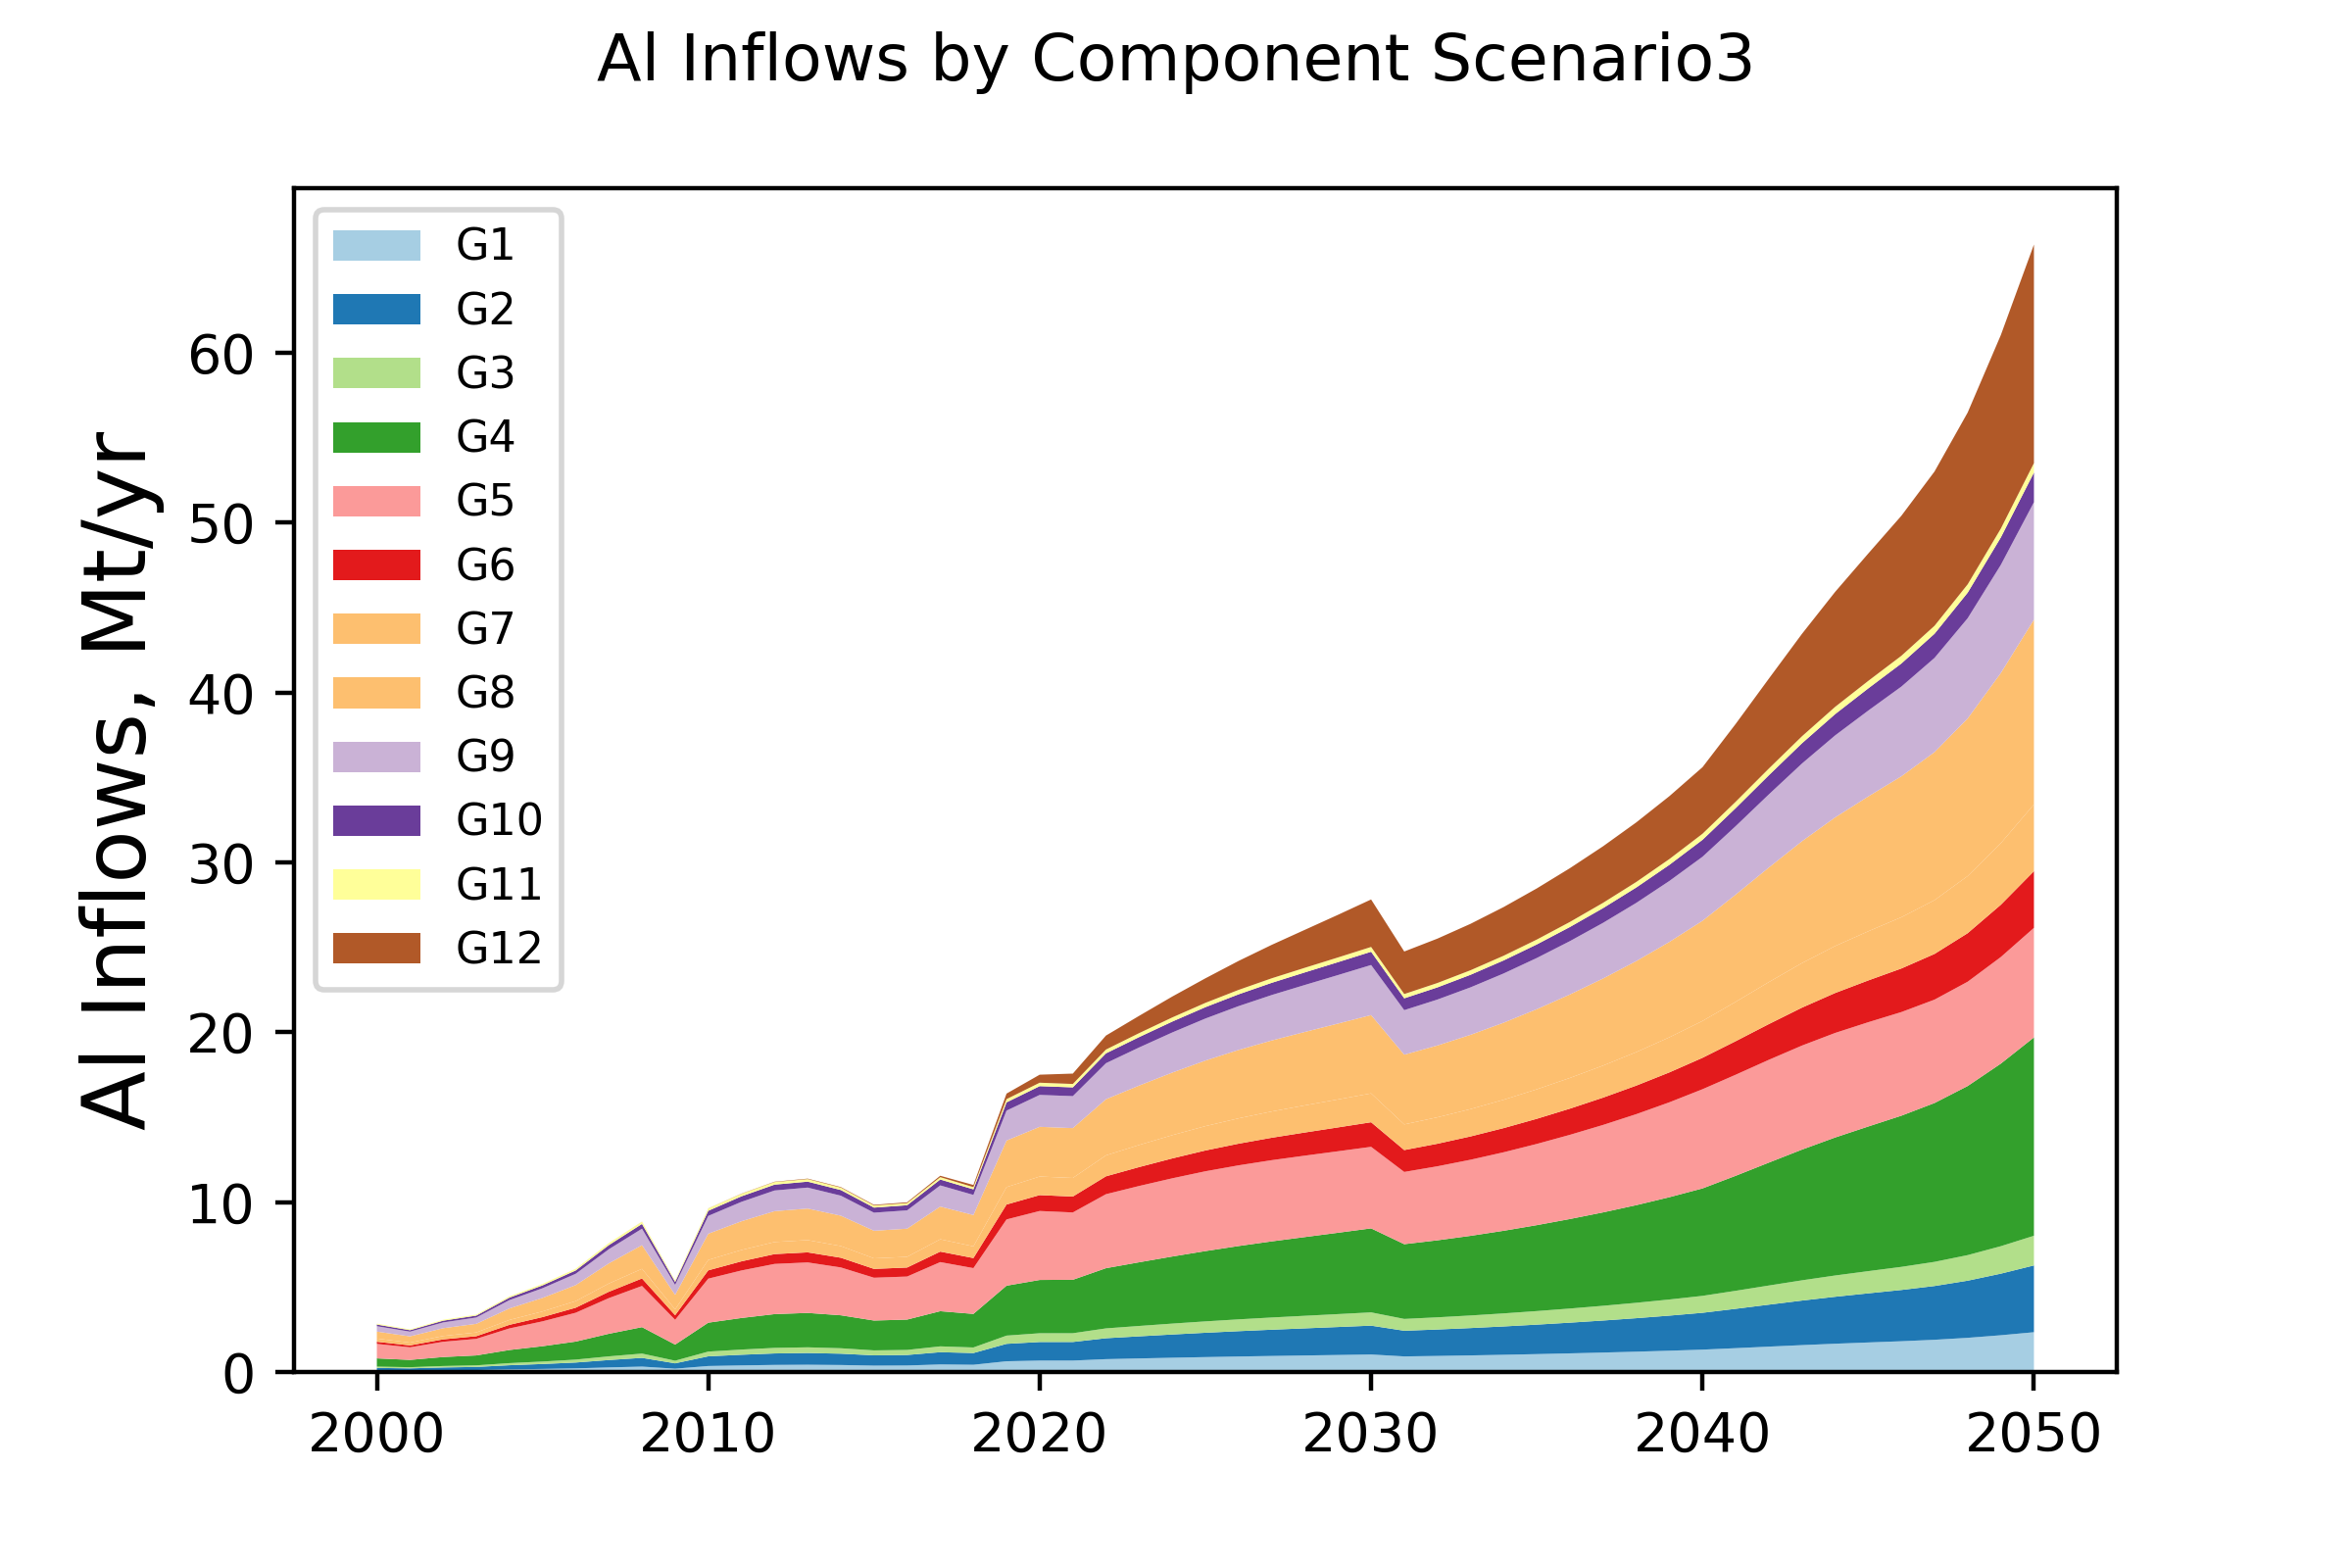 Al Inflows by Component Scenario3
Al Inflows, Mt/yr
60
50
40
30
20
10
0
G1
G2
G3
G4
G5
G6
G7
G8
G9
G10
G11
G12
2000 2010 2020 2030 2040 2050